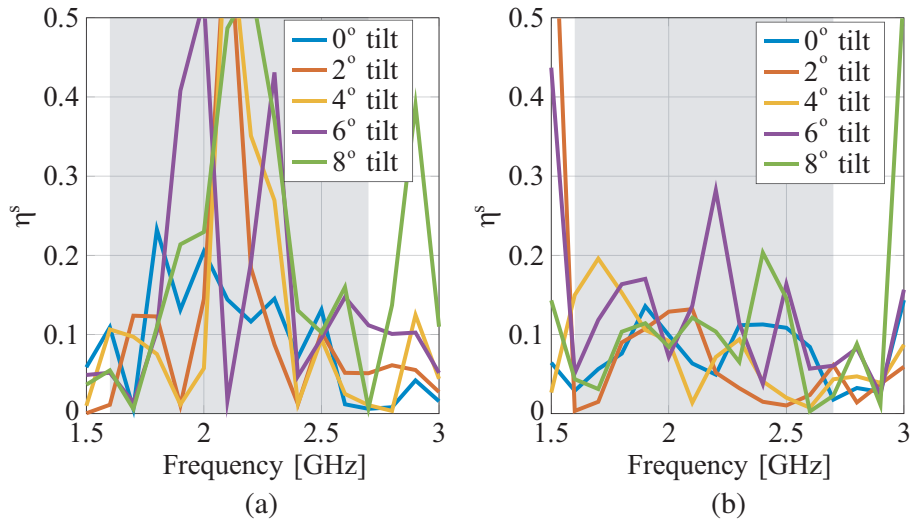 0.5
0.4
0.3
0.2
0.1
0
ηˢ
1.5 2 2.5 3
Frequency [GHz]
0° tilt
2° tilt
4° tilt
6° tilt
8° tilt
(a)
0.5
0.4
0.3
0.2
0.1
0
ηˢ
1.5 2 2.5 3
Frequency [GHz]
0° tilt
2° tilt
4° tilt
6° tilt
8° tilt
(b)